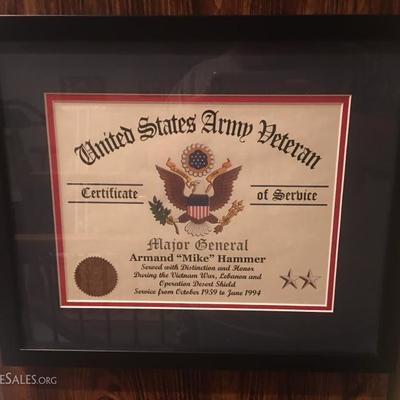 United States Army Veteran
Certificate of Service
Major General
Armand "Mike" Hammer
Served with Distinction and Honor
During the Vietnam War, Lebanon and
Operation Desert Shield
Service from October 1959 to June 1994
ESALES.ORG